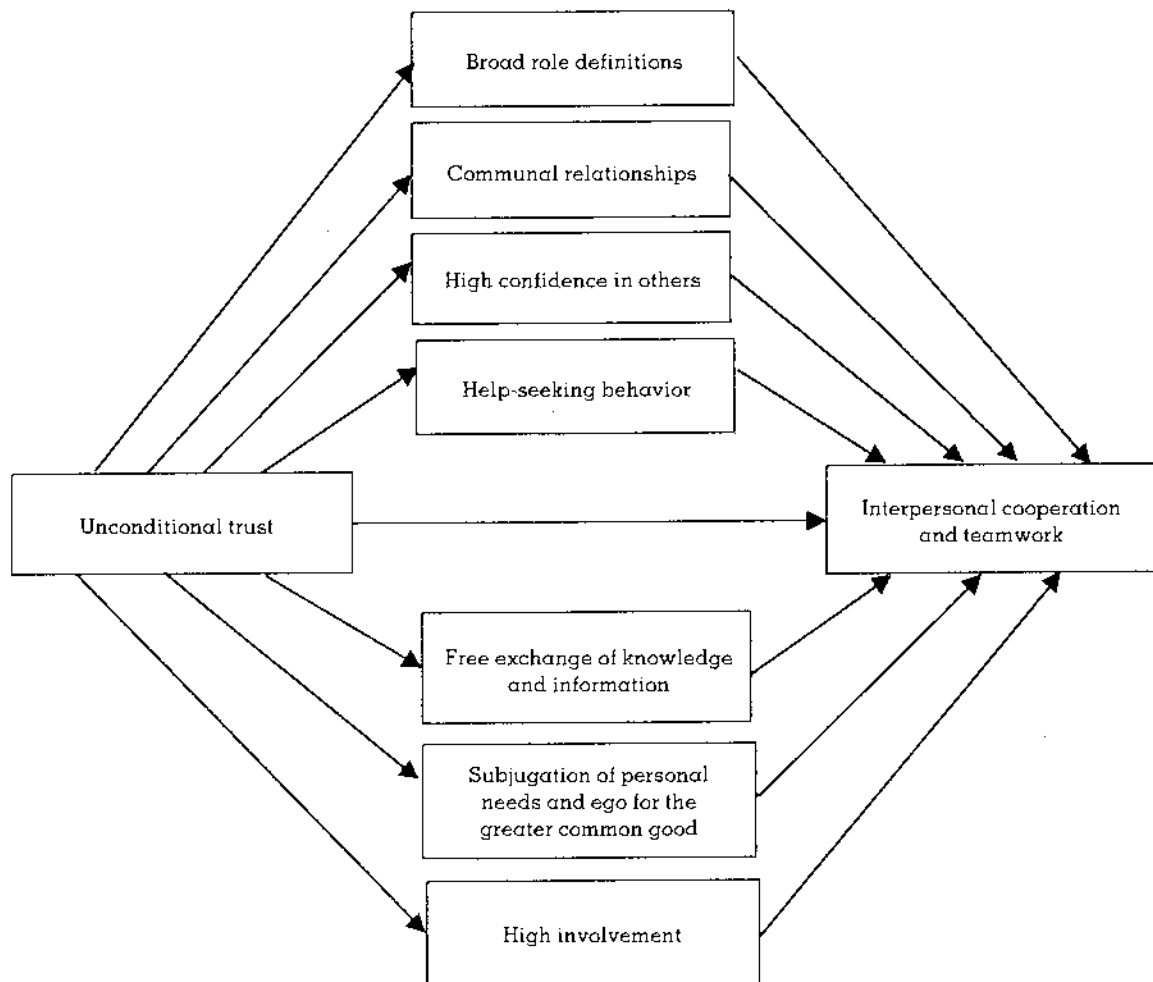 Broad role definitions
Communal relationships
High confidence in others
Help-seeking behavior
Unconditional trust
Interpersonal cooperation
and teamwork
Free exchange of knowledge
and information
Subjugation of personal
needs and ego for the
greater common good
High involvement